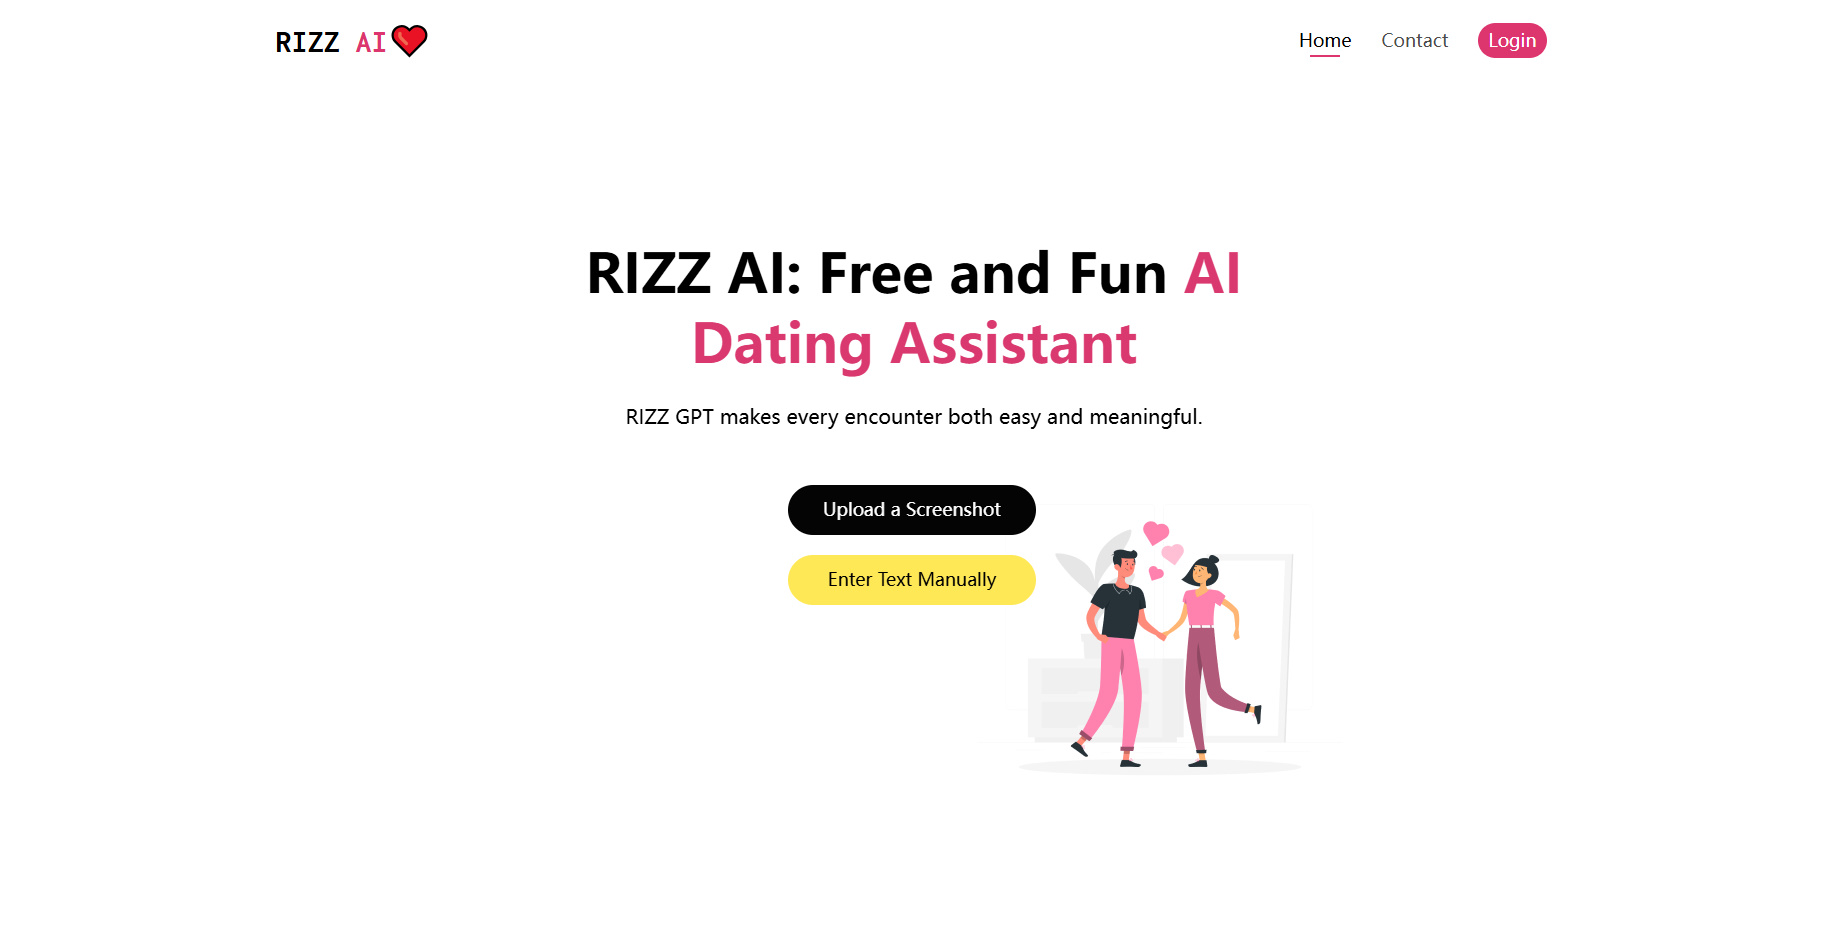 RIZZ AI
Home
Contact
Login
RIZZ AI: Free and Fun AI
Dating Assistant
RIZZ GPT makes every encounter both easy and meaningful.
Upload a Screenshot
Enter Text Manually